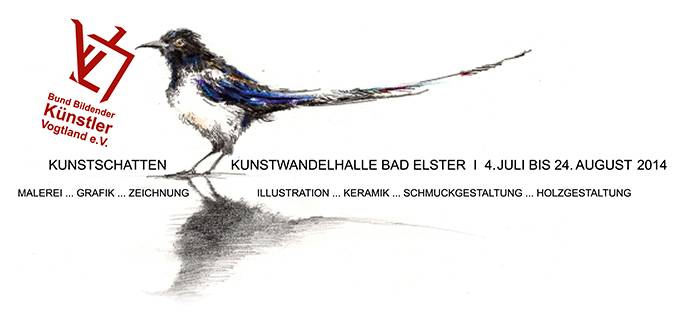 Bund Bildender
Künstler
Vogtland e.V.
KUNSTSCHATTEN KUNSTWANDELHALLE BAD ELSTER I 4.JULI BIS 24. AUGUST 2014
MALEREI ... GRAFIK ... ZEICHNUNG ILLUSTRATION ... KERAMIK ... SCHMUCKGESTALTUNG ... HOLZGESTALTUNG